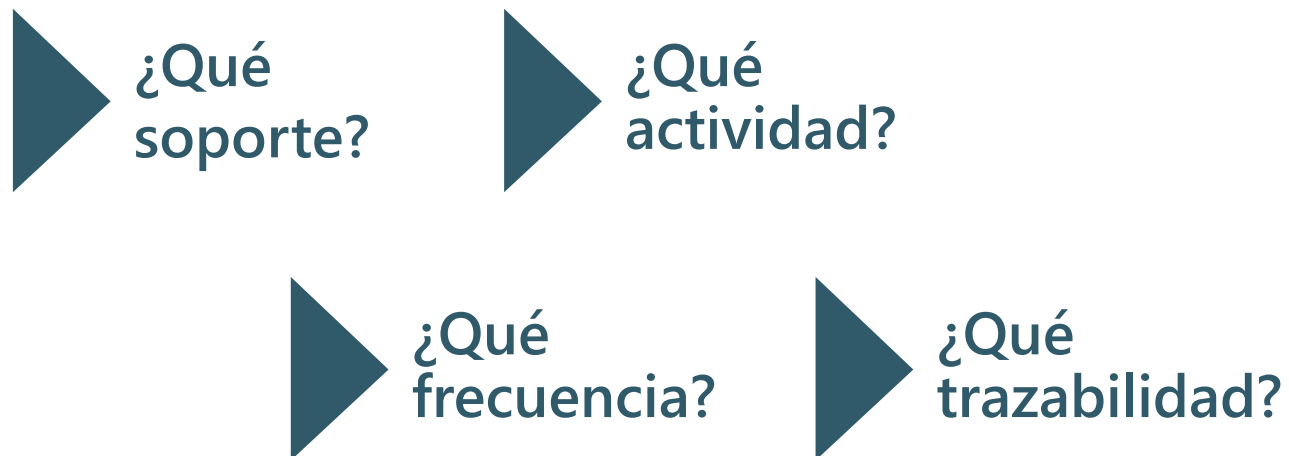 ¿Qué
soporte?
¿Qué
actividad?
¿Qué
frecuencia?
¿Qué
trazabilidad?